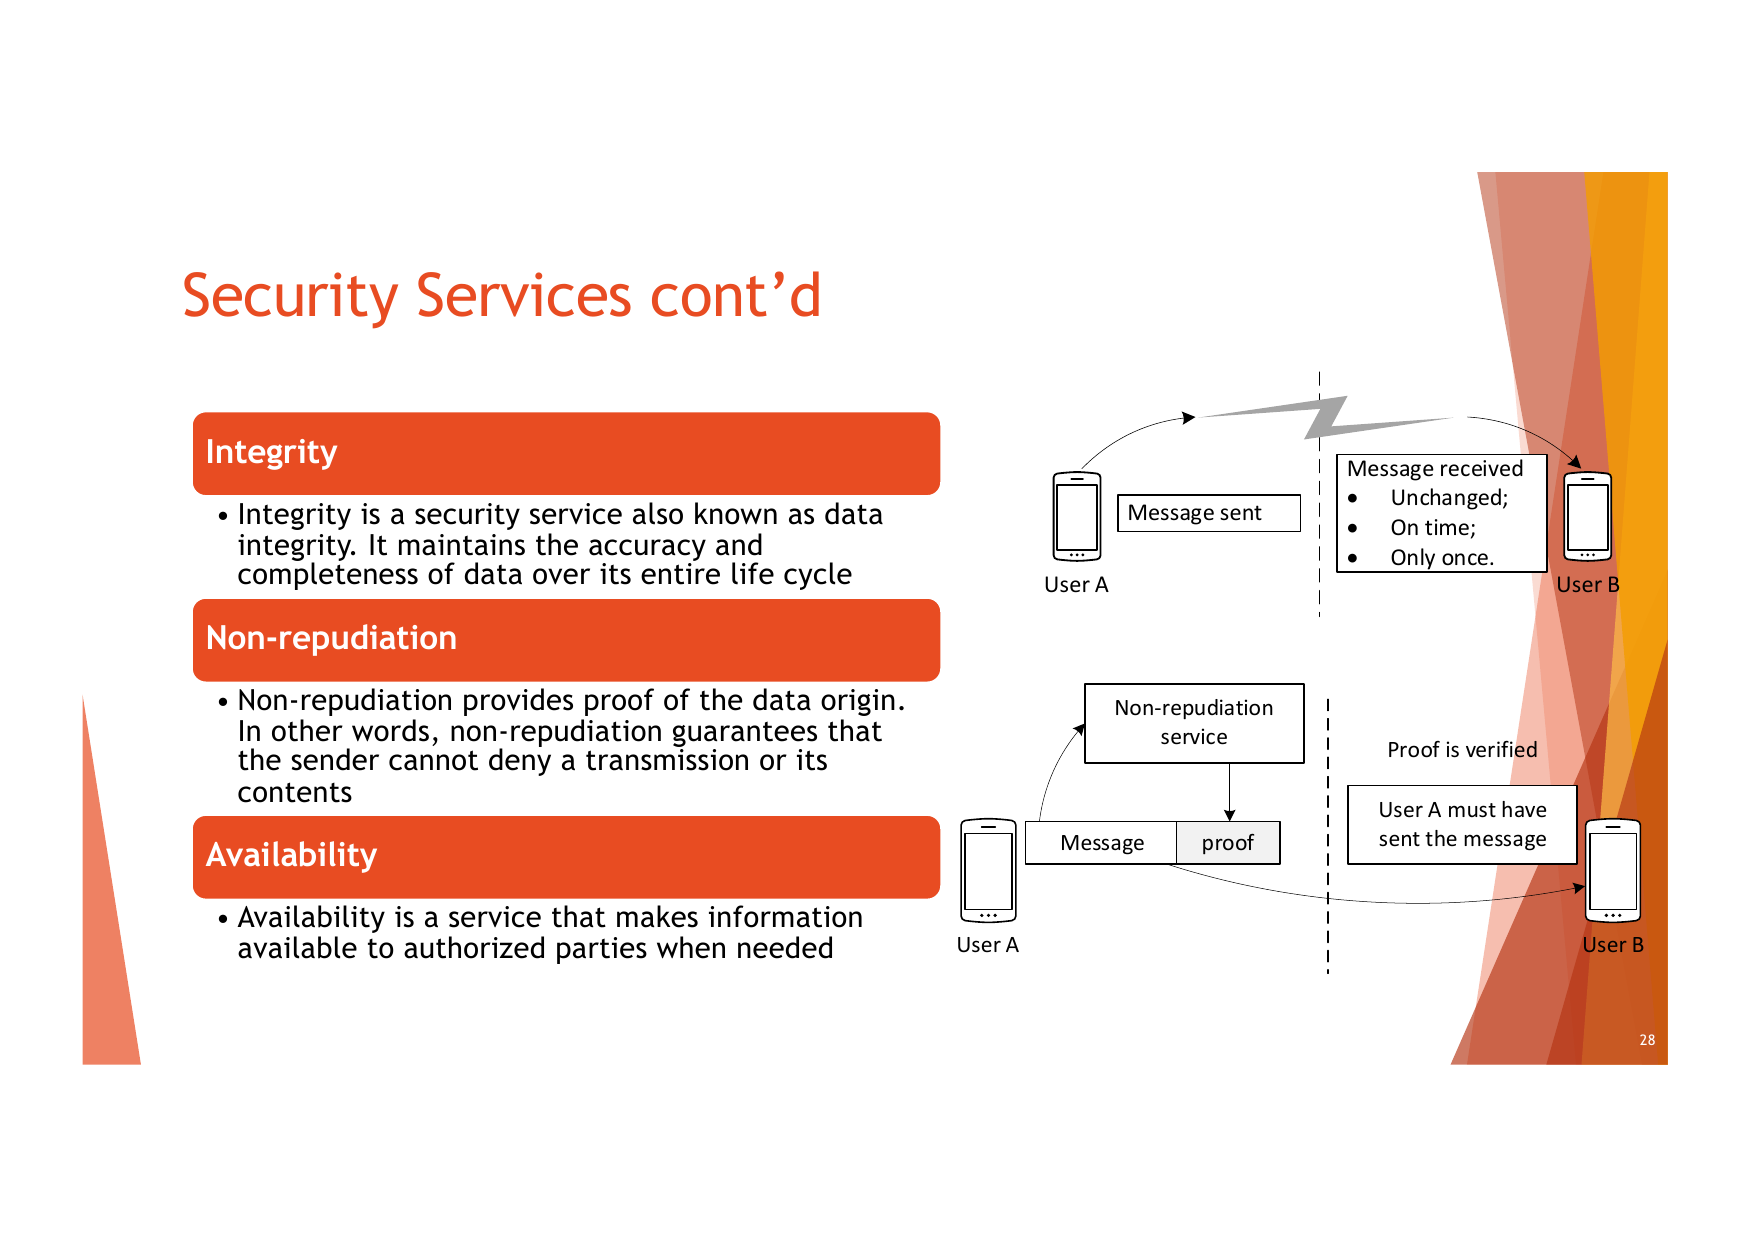 Security Services cont’d
Integrity
• Integrity is a security service also known as data
integrity. It maintains the accuracy and
completeness of data over its entire life cycle
Non-repudiation
• Non-repudiation provides proof of the data origin.
In other words, non-repudiation guarantees that
the sender cannot deny a transmission or its
contents
Availability
• Availability is a service that makes information
available to authorized parties when needed
Message sent
User A
Message received
• Unchanged;
• On time;
• Only once.
User B
Non-repudiation
service
Message
proof
User A
Proof is verified
User A must have
sent the message
User B
28